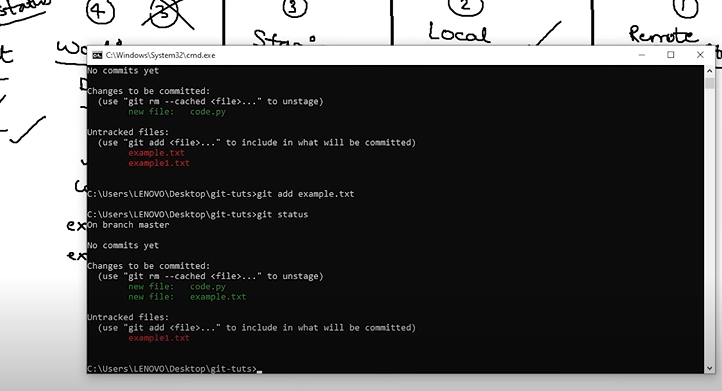 ④ ③ ③ ② ①
Local
Remote
C:\Windows\System32\cmd.exe
No commits yet
Changes to be committed:
(use "git rm --cached <file>..." to unstage)
new file: code.py
Untracked files:
(use "git add <file>..." to include in what will be committed)
example.txt
example1.txt
C:\Users\LENOVO\Desktop\git-tuts>git add example.txt
C:\Users\LENOVO\Desktop\git-tuts>git status
On branch master
No commits yet
Changes to be committed:
(use "git rm --cached <file>..." to unstage)
new file: code.py
new file: example.txt
Untracked files:
(use "git add <file>..." to include in what will be committed)
example1.txt
C:\Users\LENOVO\Desktop\git-tuts>